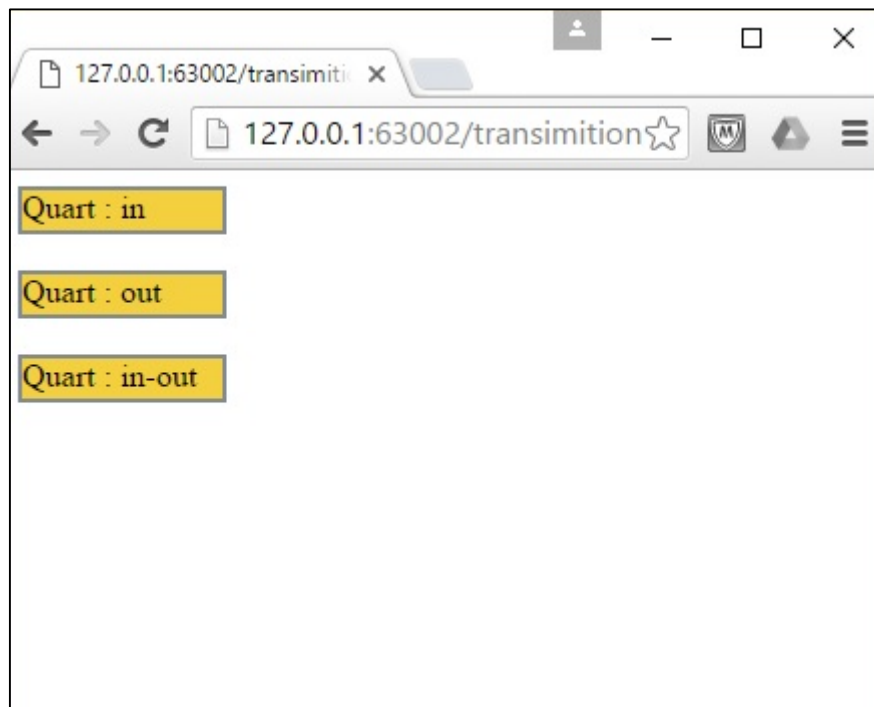 127.0.0.1:63002/transimiti
127.0.0.1:63002/transimition
Quart : in
Quart : out
Quart : in-out